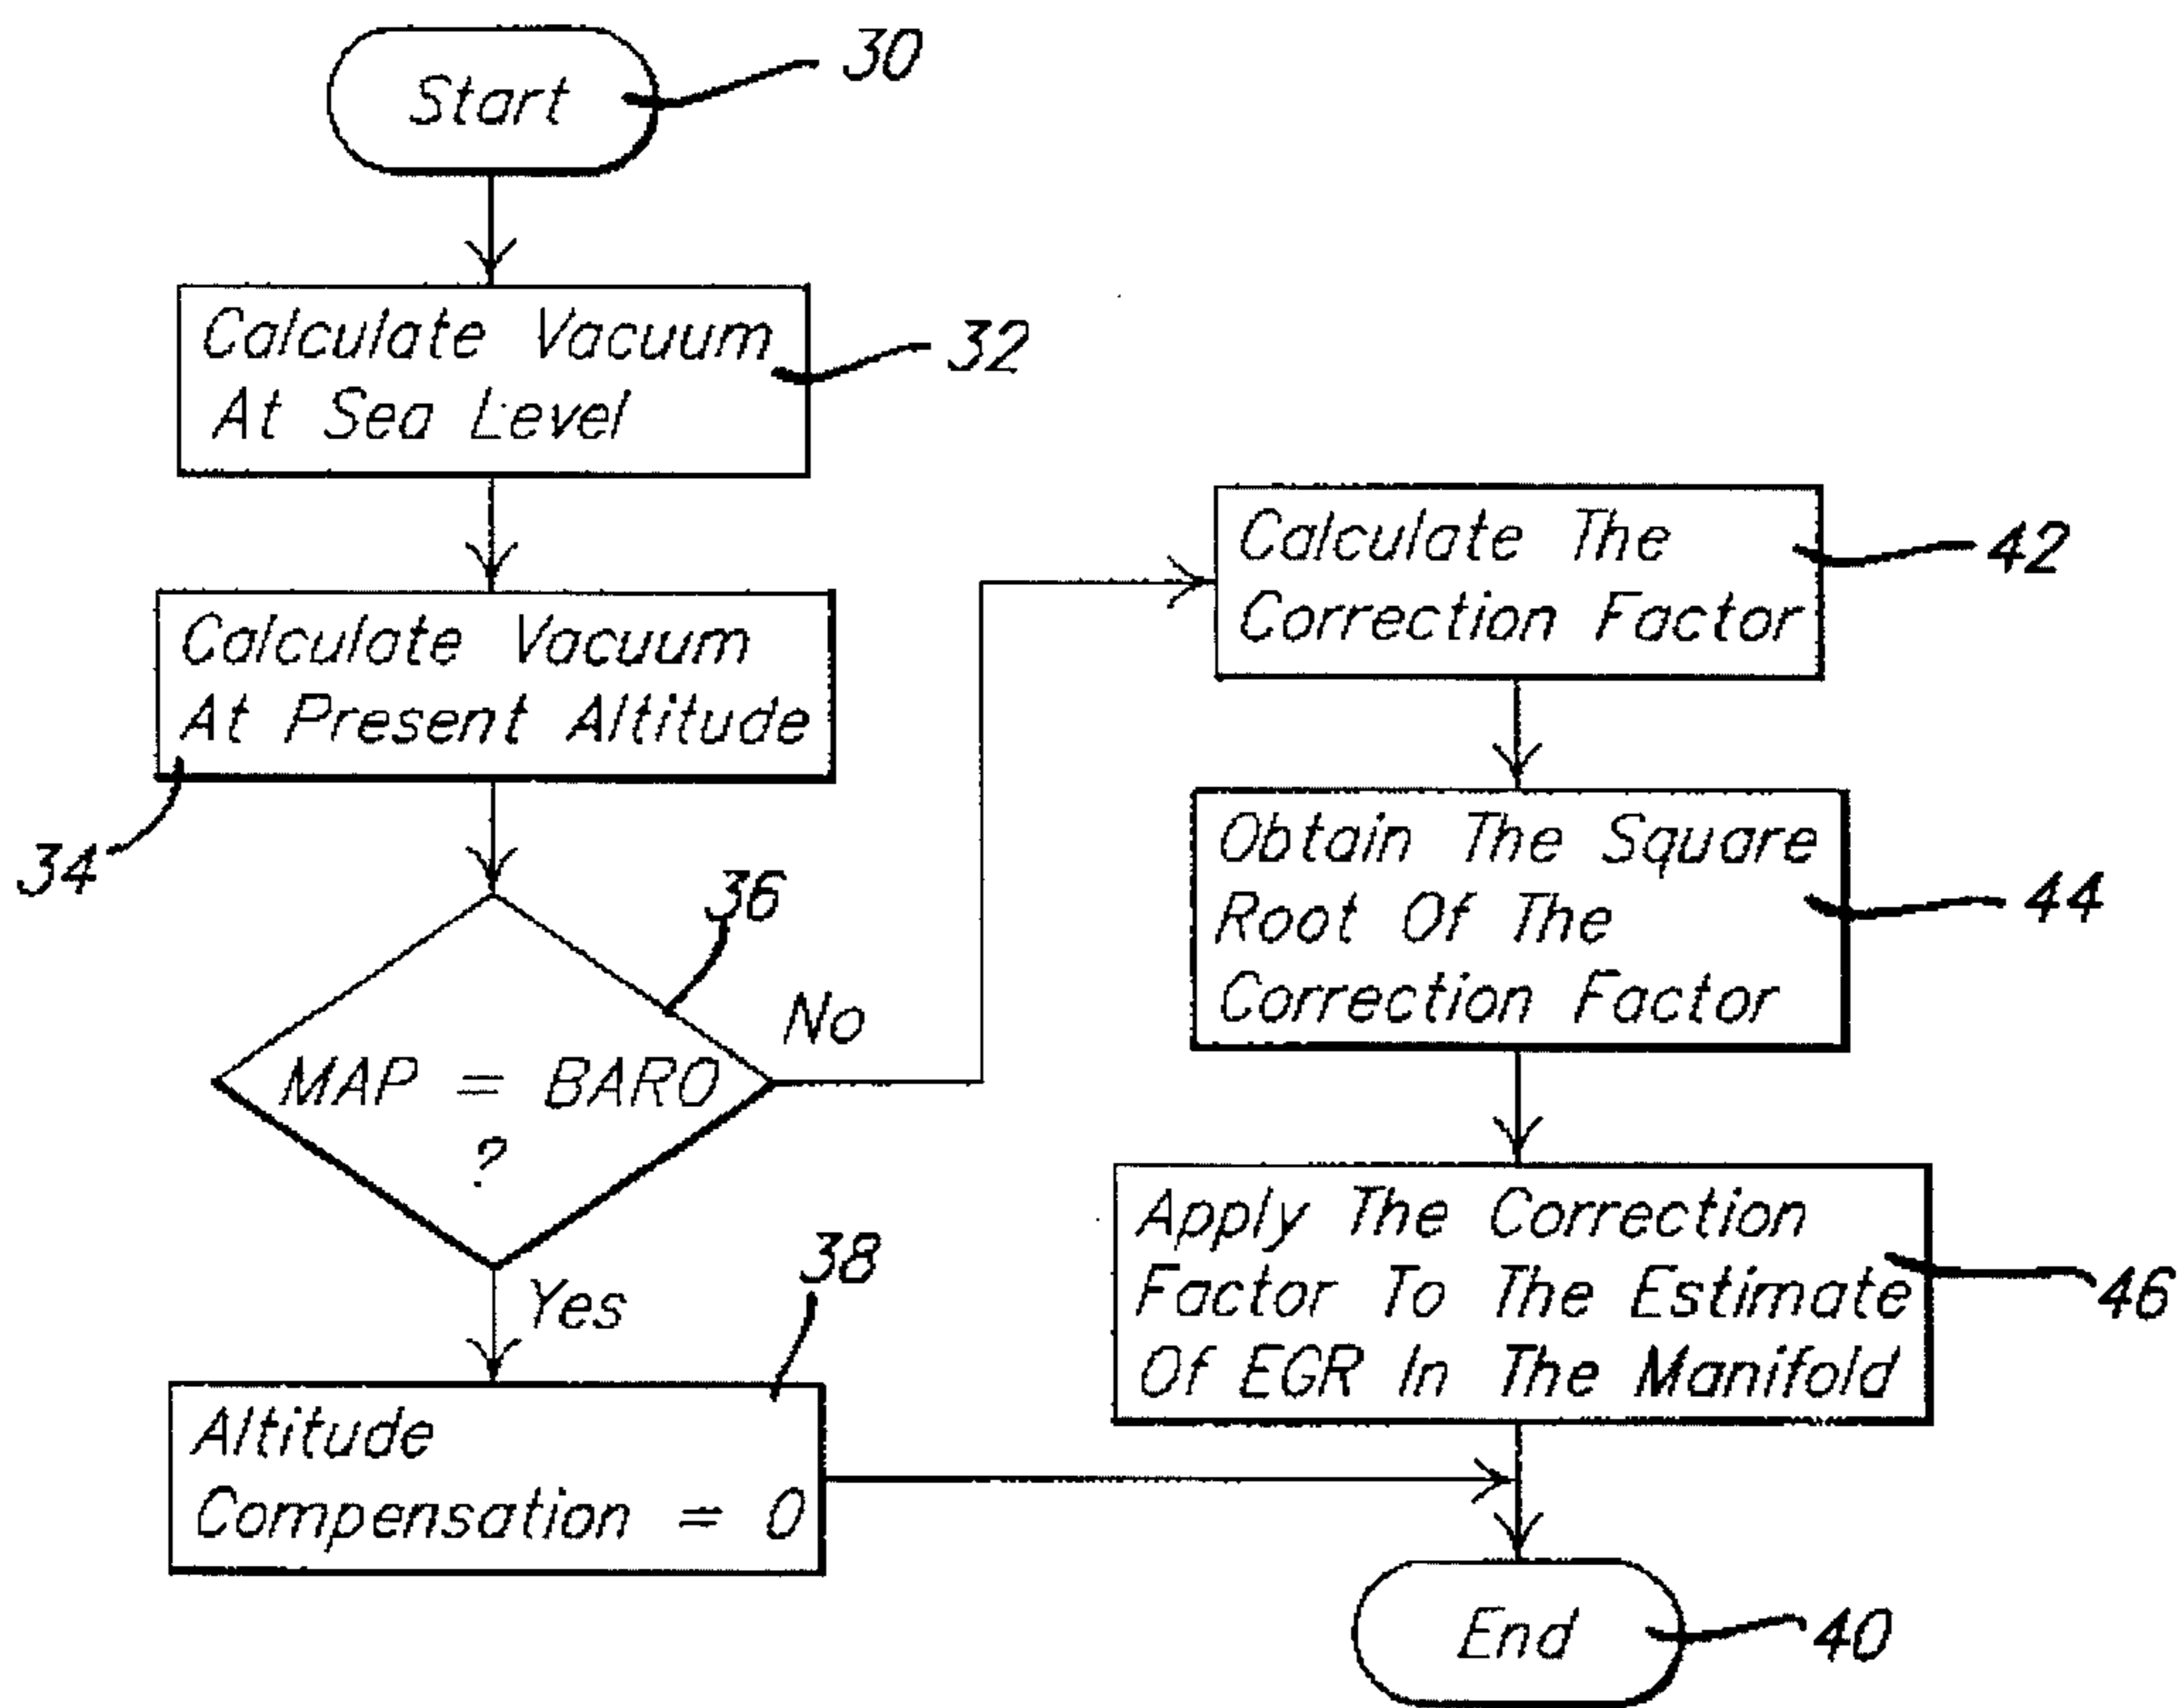 Start
30
Calculate Vacuum
At Sea Level
32
Calculate Vacuum
At Present Altitude
34
36
MAP = BARO
?
No
Yes
38
Altitude
Compensation = 0
Calculate The
Correction Factor
42
Obtain The Square
Root Of The
Correction Factor
44
Apply The Correction
Factor To The Estimate
Of EGR In The Manifold
46
End
40